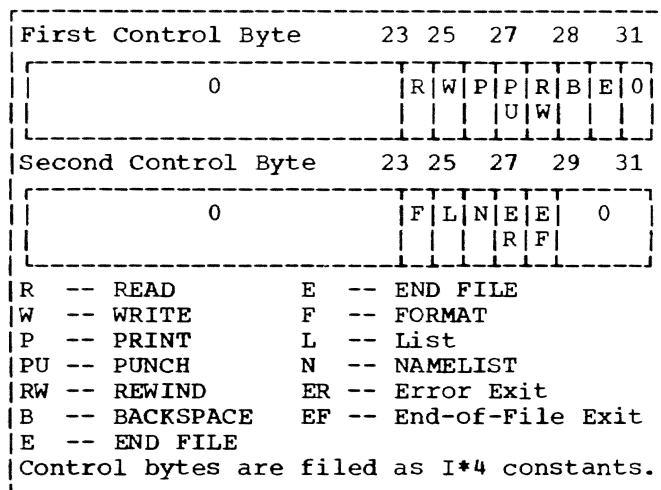 First Control Byte 23 25 27 28 31
0 R W P P R B E 0
U W
Second Control Byte 23 25 27 29 31
0 F L N E E 0
R F
R -- READ E -- END FILE
W -- WRITE F -- FORMAT
P -- PRINT L -- List
PU -- PUNCH N -- NAMELIST
RW -- REWIND ER -- Error Exit
B -- BACKSPACE EF -- End-of-File Exit
E -- END FILE
Control bytes are filed as I*4 constants.